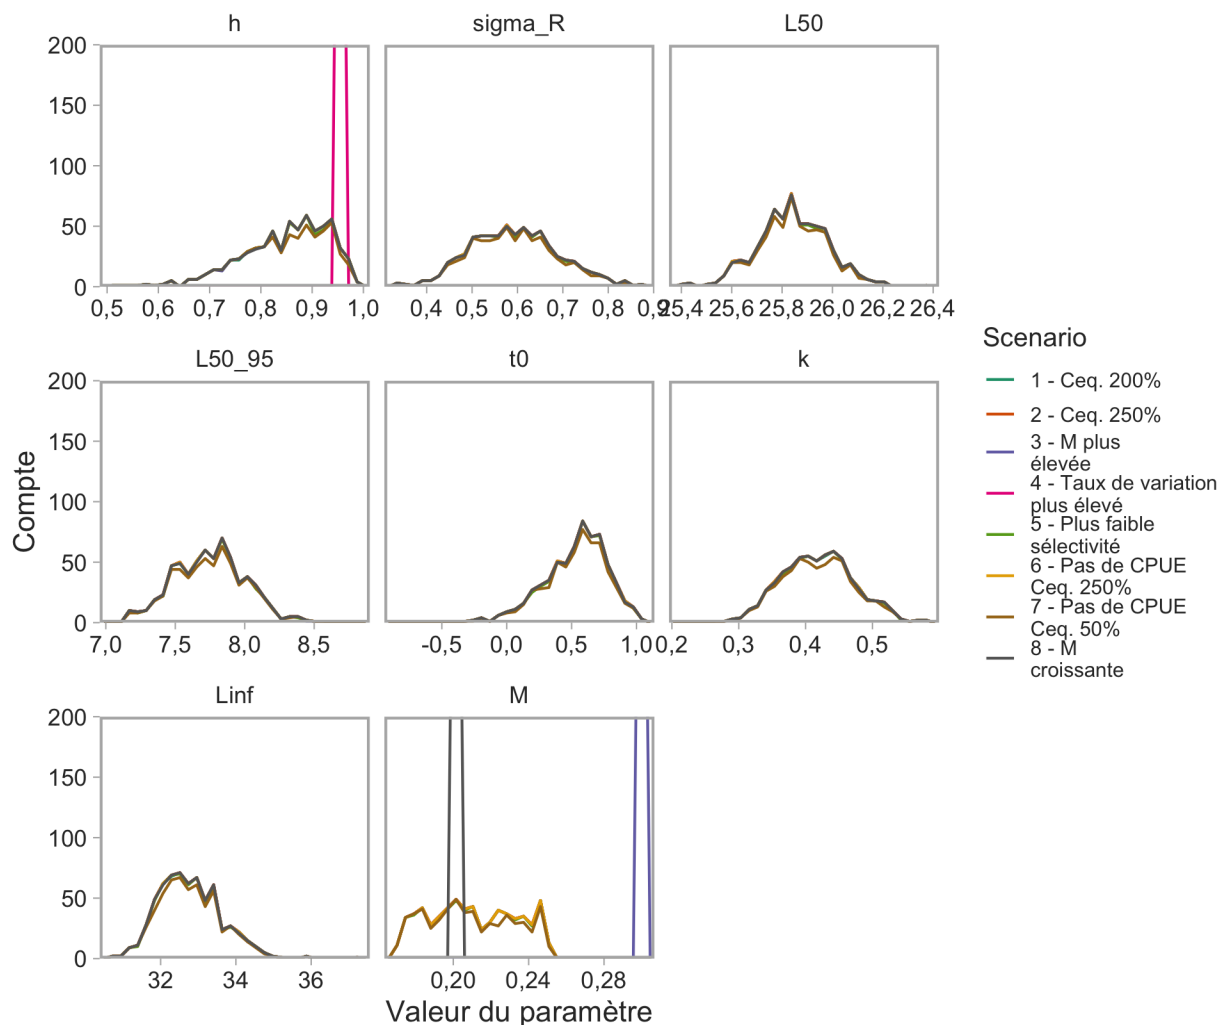 h sigma_R L50
200
150
100
50
0
0,5 0,6 0,7 0,8 0,9 1,0 0,4 0,5 0,6 0,7 0,8 0,9 25,4 25,6 25,8 26,0 26,2 26,4
L50_95 t0 k
200
150
100
50
0
7,0 7,5 8,0 8,5 -0,5 0,0 0,5 1,0 0,2 0,3 0,4 0,5
Linf M
200
150
100
50
0
32 34 36 0,20 0,24 0,28
Compte
Valeur du paramètre
Scenario
1 - Ceq. 200%
2 - Ceq. 250%
3 - M plus
élevée
4 - Taux de variation
plus élevé
5 - Plus faible
sélectivité
6 - Pas de CPUE
Ceq. 250%
7 - Pas de CPUE
Ceq. 50%
8 - M
croissante